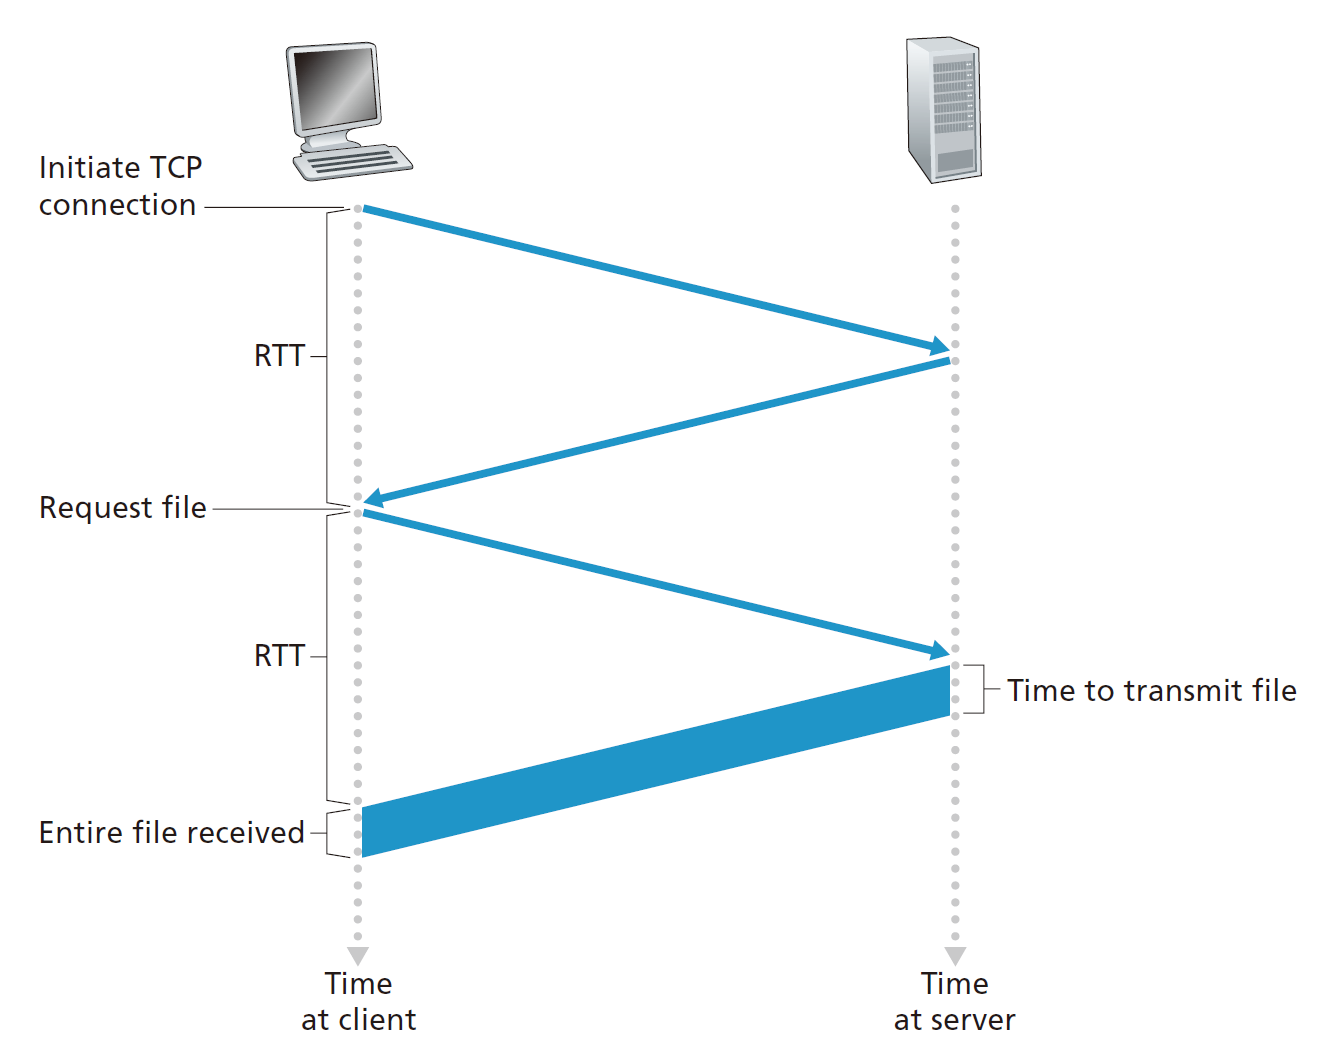 Initiate TCP
connection
RTT
Request file
RTT
Time to transmit file
Entire file received
Time
at client
Time
at server